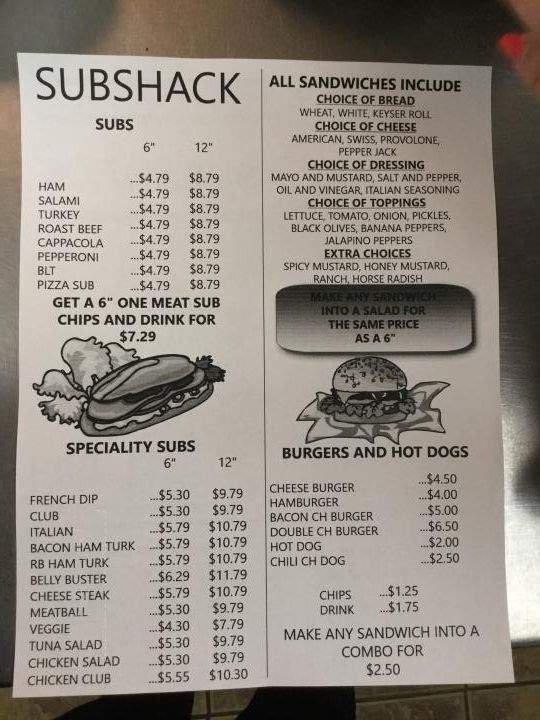 SUBSHACK
SUBS
6" 12"
HAM ...$4.79 $8.79
SALAMI ...$4.79 $8.79
TURKEY ...$4.79 $8.79
ROAST BEEF ...$4.79 $8.79
CAPPACOLA ...$4.79 $8.79
PEPPERONI ...$4.79 $8.79
BLT ...$4.79 $8.79
PIZZA SUB ...$4.79 $8.79
GET A 6" ONE MEAT SUB
CHIPS AND DRINK FOR
$7.29
SPECIALITY SUBS
6" 12"
FRENCH DIP ...$5.30 $9.79
CLUB ...$5.30 $9.79
ITALIAN ...$5.79 $10.79
BACON HAM TURK ...$5.79 $10.79
RB HAM TURK ...$5.79 $10.79
BELLY BUSTER ...$6.29 $11.79
CHEESE STEAK ...$5.79 $10.79
MEATBALL ...$5.30 $9.79
VEGGIE ...$4.30 $7.79
TUNA SALAD ...$5.30 $9.79
CHICKEN SALAD ...$5.30 $9.79
CHICKEN CLUB ...$5.55 $10.30
ALL SANDWICHES INCLUDE
CHOICE OF BREAD
WHEAT, WHITE, KEYSER ROLL
CHOICE OF CHEESE
AMERICAN, SWISS, PROVOLONE,
PEPPER JACK
CHOICE OF DRESSING
MAYO AND MUSTARD, SALT AND PEPPER,
OIL AND VINEGAR, ITALIAN SEASONING
CHOICE OF TOPPINGS
LETTUCE, TOMATO, ONION, PICKLES,
BLACK OLIVES, BANANA PEPPERS,
JALAPINO PEPPERS
EXTRA CHOICES
SPICY MUSTARD, HONEY MUSTARD,
RANCH, HORSE RADISH
MAKE ANY SANDWICH
INTO A SALAD FOR
THE SAME PRICE
AS A 6"
BURGERS AND HOT DOGS
CHEESE BURGER ...$4.50
HAMBURGER ...$4.00
BACON CH BURGER ...$5.00
DOUBLE CH BURGER ...$6.50
HOT DOG ...$2.00
CHILI CH DOG ...$2.50
CHIPS ...$1.25
DRINK ...$1.75
MAKE ANY SANDWICH INTO A
COMBO FOR
$2.50